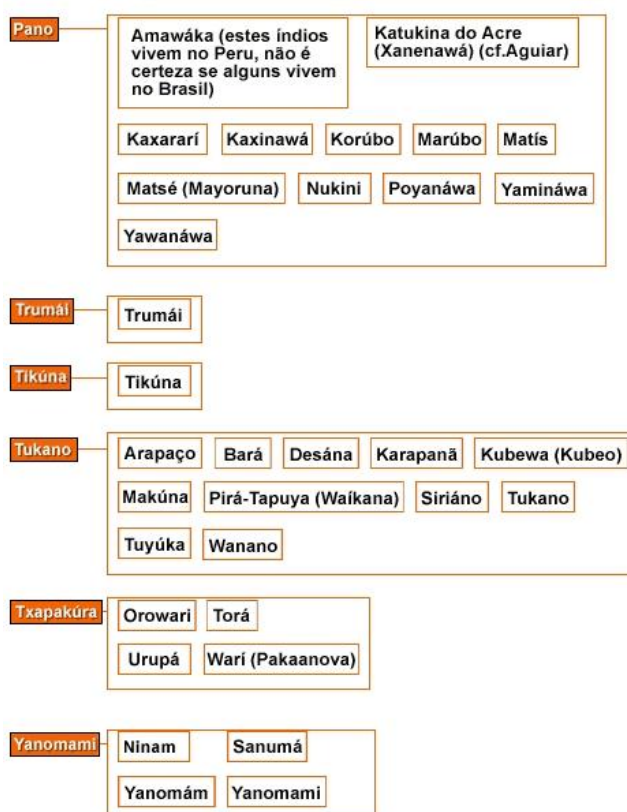 Pano
Amawáka (estes índios
vivem no Peru, não é
certeza se alguns vivem
no Brasil)
Katukina do Acre
(Xanenawá) (cf.Aguiar)
Kaxararí Kaxinawá Korúbo Marúbo Matís
Matsé (Mayoruna) Nukini Poyanáwa Yamináwa
Yawanáwa
Trumái
Trumái
Tikúna
Tikúna
Tukano
Arapaço Bará Desána Karapanã Kubewa (Kubeo)
Makúna Pirá-Tapuya (Waíkana) Siriáno Tukano
Tuyúka Wanano
Txapakúra
Orowari Torá
Urupá Warí (Pakaanova)
Yanomami
Ninam Sanumá
Yanomám Yanomami